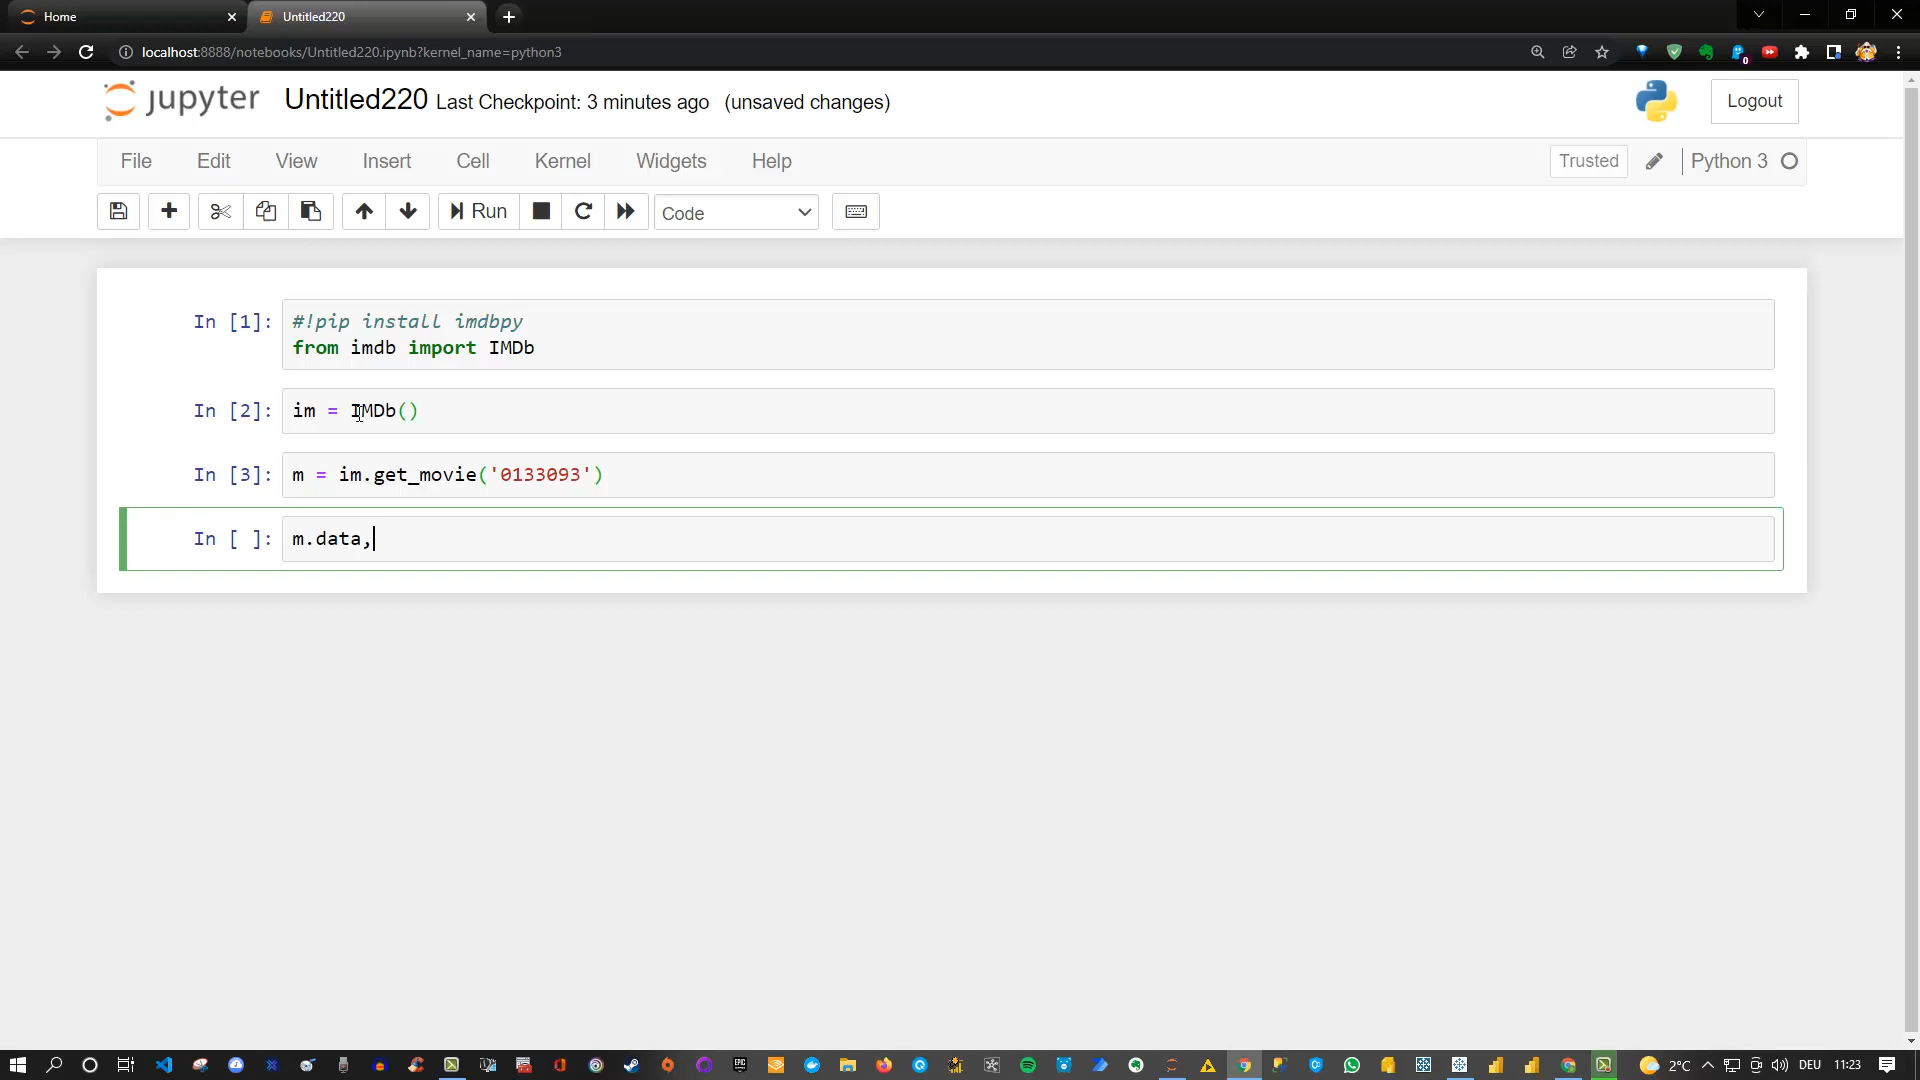 Home
Untitled220
localhost:8888/notebooks/Untitled220.ipynb?kernel_name=python3
jupyter Untitled220 Last Checkpoint: 3 minutes ago (unsaved changes)
Logout
File Edit View Insert Cell Kernel Widgets Help
Trusted Python 3
Run Code
In [1]: #!pip install imdbpy
from imdb import IMDb
In [2]: im = IMDb()
In [3]: m = im.get_movie('0133093')
In [ ]: m.data,
2°C DEU 11:23